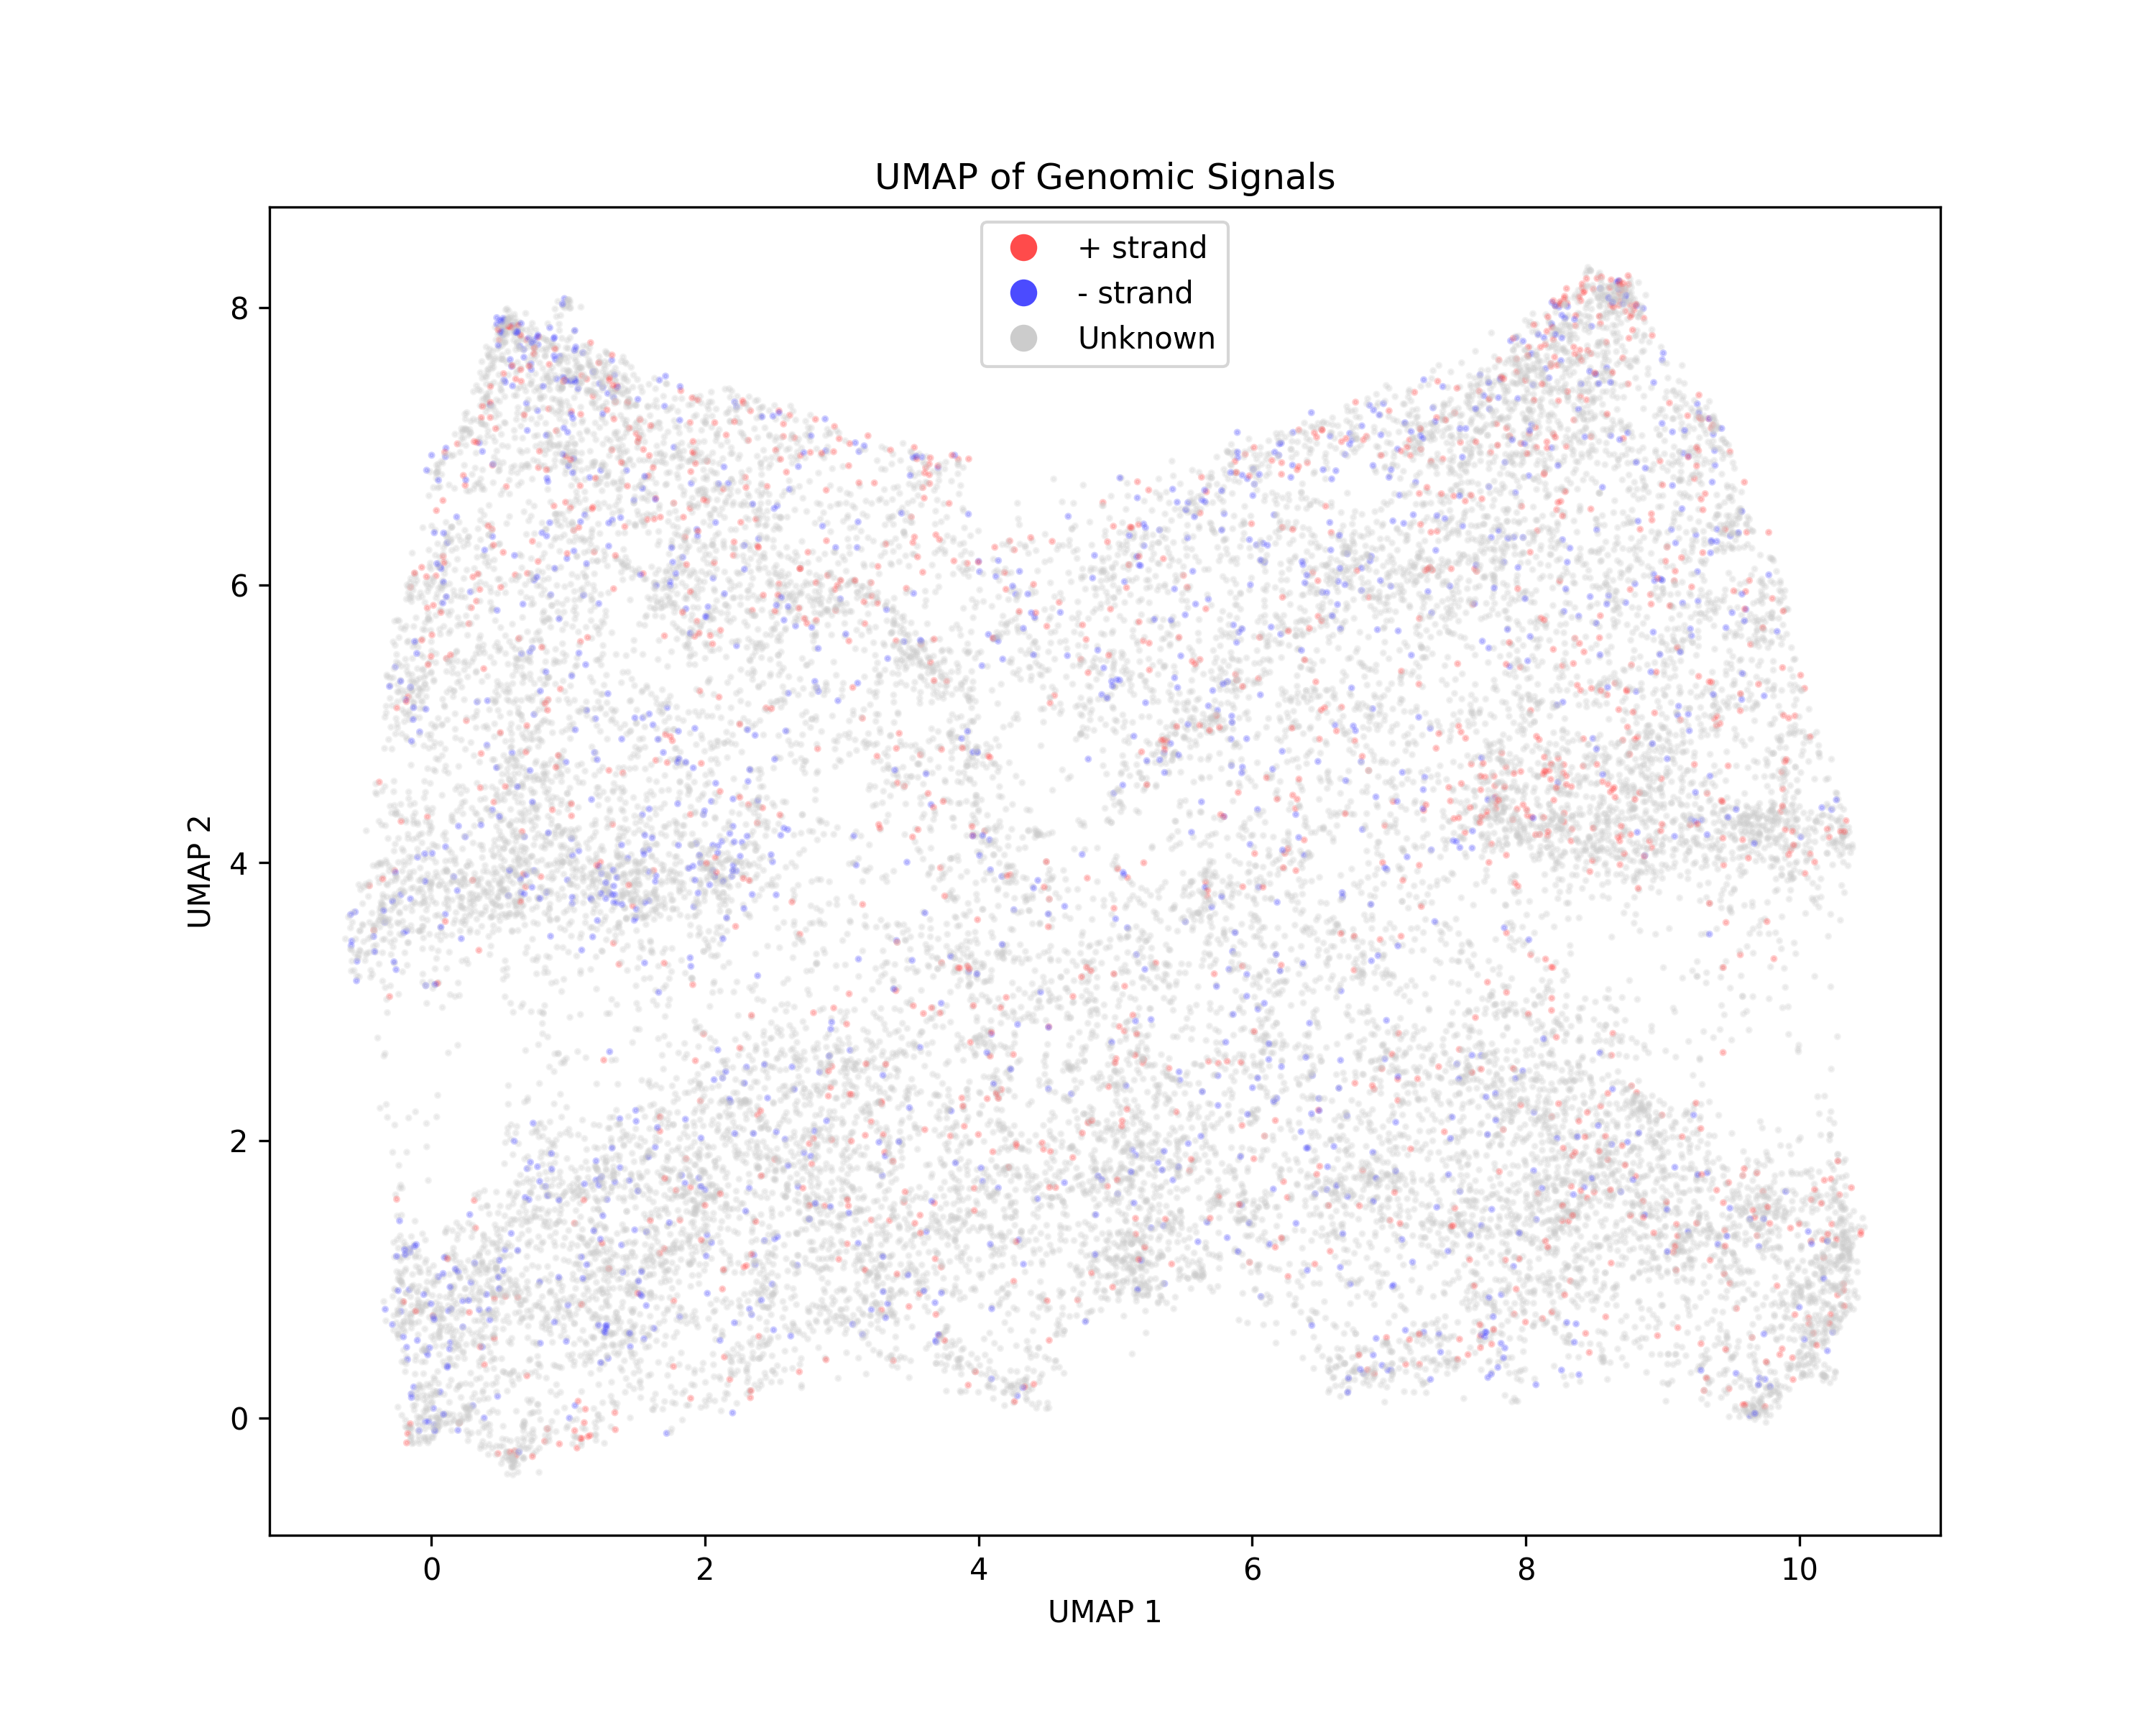 UMAP of Genomic Signals
+ strand
- strand
Unknown
8
6
4
2
0
UMAP 2
0 2 4 6 8 10
UMAP 1